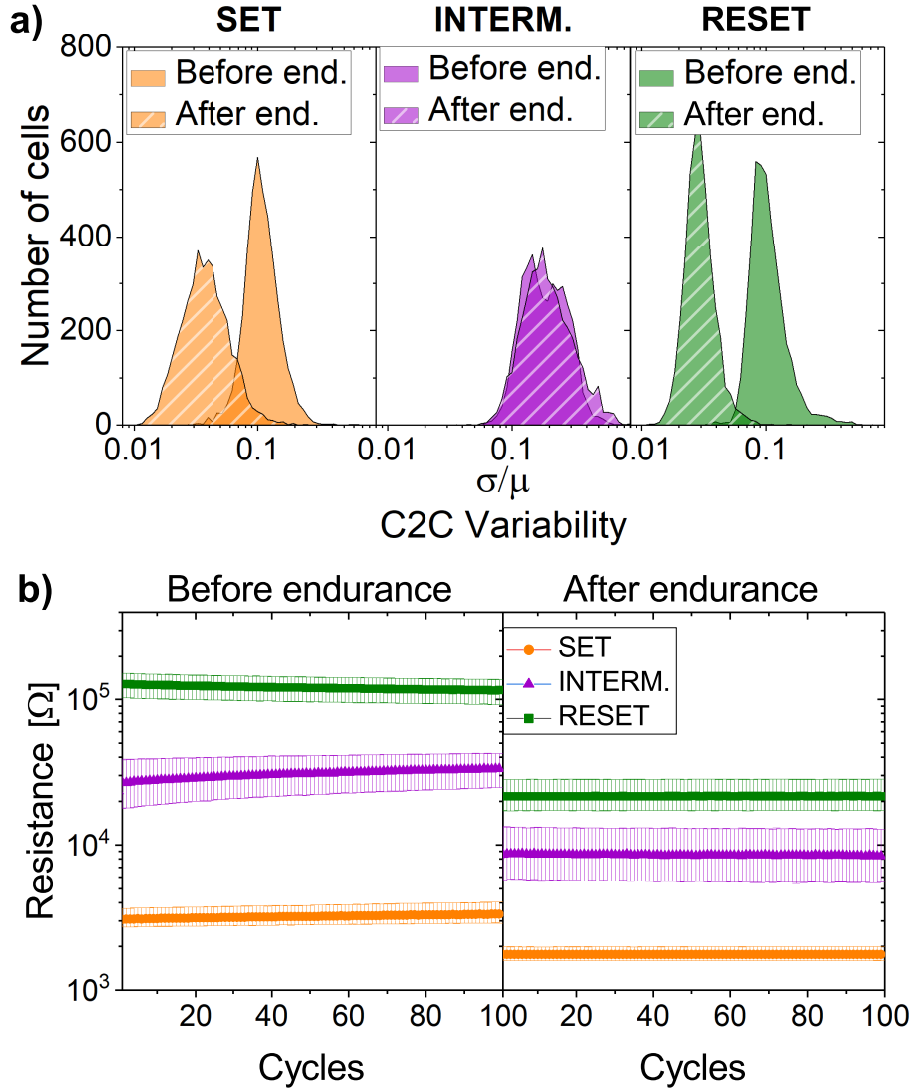 a)
SET INTERM. RESET
800
600
400
200
0
Number of cells
Before end.
After end.
Before end.
After end.
Before end.
After end.
0.01 0.1 0.01 0.1 0.01 0.1
σ/μ
C2C Variability
b)
Before endurance After endurance
SET
INTERM.
RESET
10^5
10^4
10^3
Resistance [Ω]
20 40 60 80 100 20 40 60 80 100
Cycles Cycles